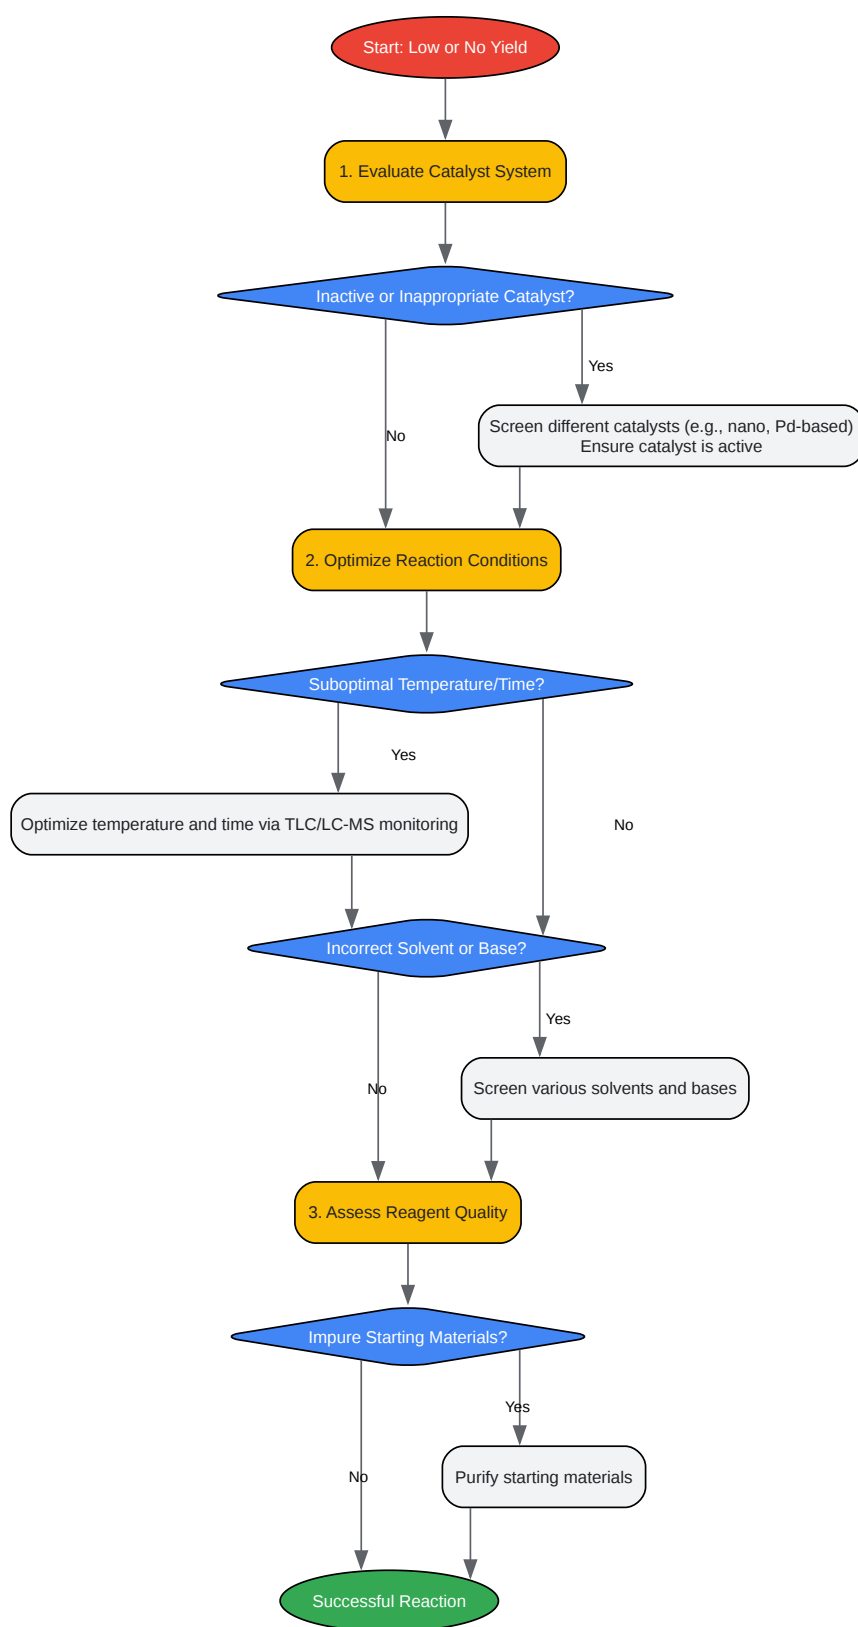 Start: Low or No Yield
1. Evaluate Catalyst System
Inactive or Inappropriate Catalyst?
Yes
No
Screen different catalysts (e.g., nano, Pd-based)
Ensure catalyst is active
2. Optimize Reaction Conditions
Suboptimal Temperature/Time?
Yes
Optimize temperature and time via TLC/LC-MS monitoring
No
Incorrect Solvent or Base?
Yes
No
Screen various solvents and bases
3. Assess Reagent Quality
Impure Starting Materials?
Yes
No
Purify starting materials
Successful Reaction